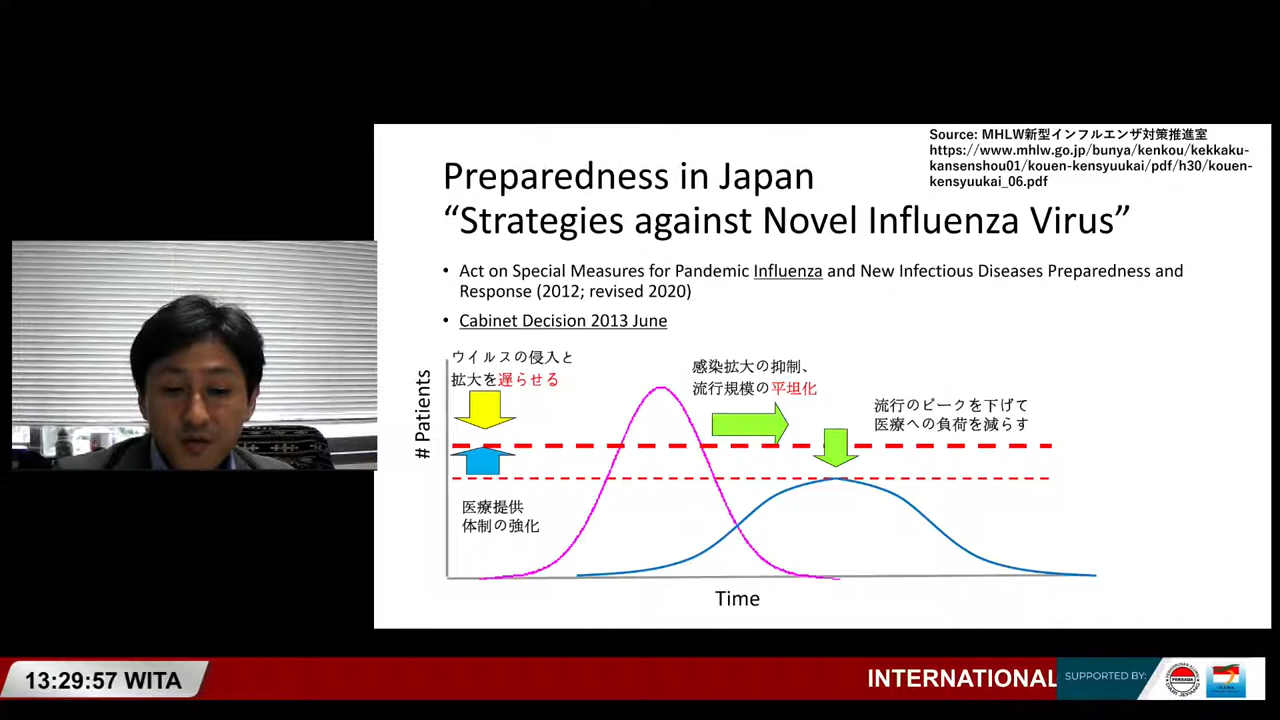 Source: MHLW新型インフルエンザ対策推進室
https://www.mhlw.go.jp/bunya/kenkou/kekkaku-
kansenshou01/kouen-kensyuukai/pdf/h30/kouen-
kensyuukai_06.pdf
Preparedness in Japan
“Strategies against Novel Influenza Virus”
• Act on Special Measures for Pandemic Influenza and New Infectious Diseases Preparedness and
Response (2012; revised 2020)
• Cabinet Decision 2013 June
# Patients
ウイルスの侵入と
拡大を遅らせる
感染拡大の抑制、
流行規模の平坦化
流行のピークを下げて
医療への負荷を減らす
医療提供
体制の強化
Time
13:29:57 WITA
INTERNATIONAL
SUPPORTED BY:
PERSADA